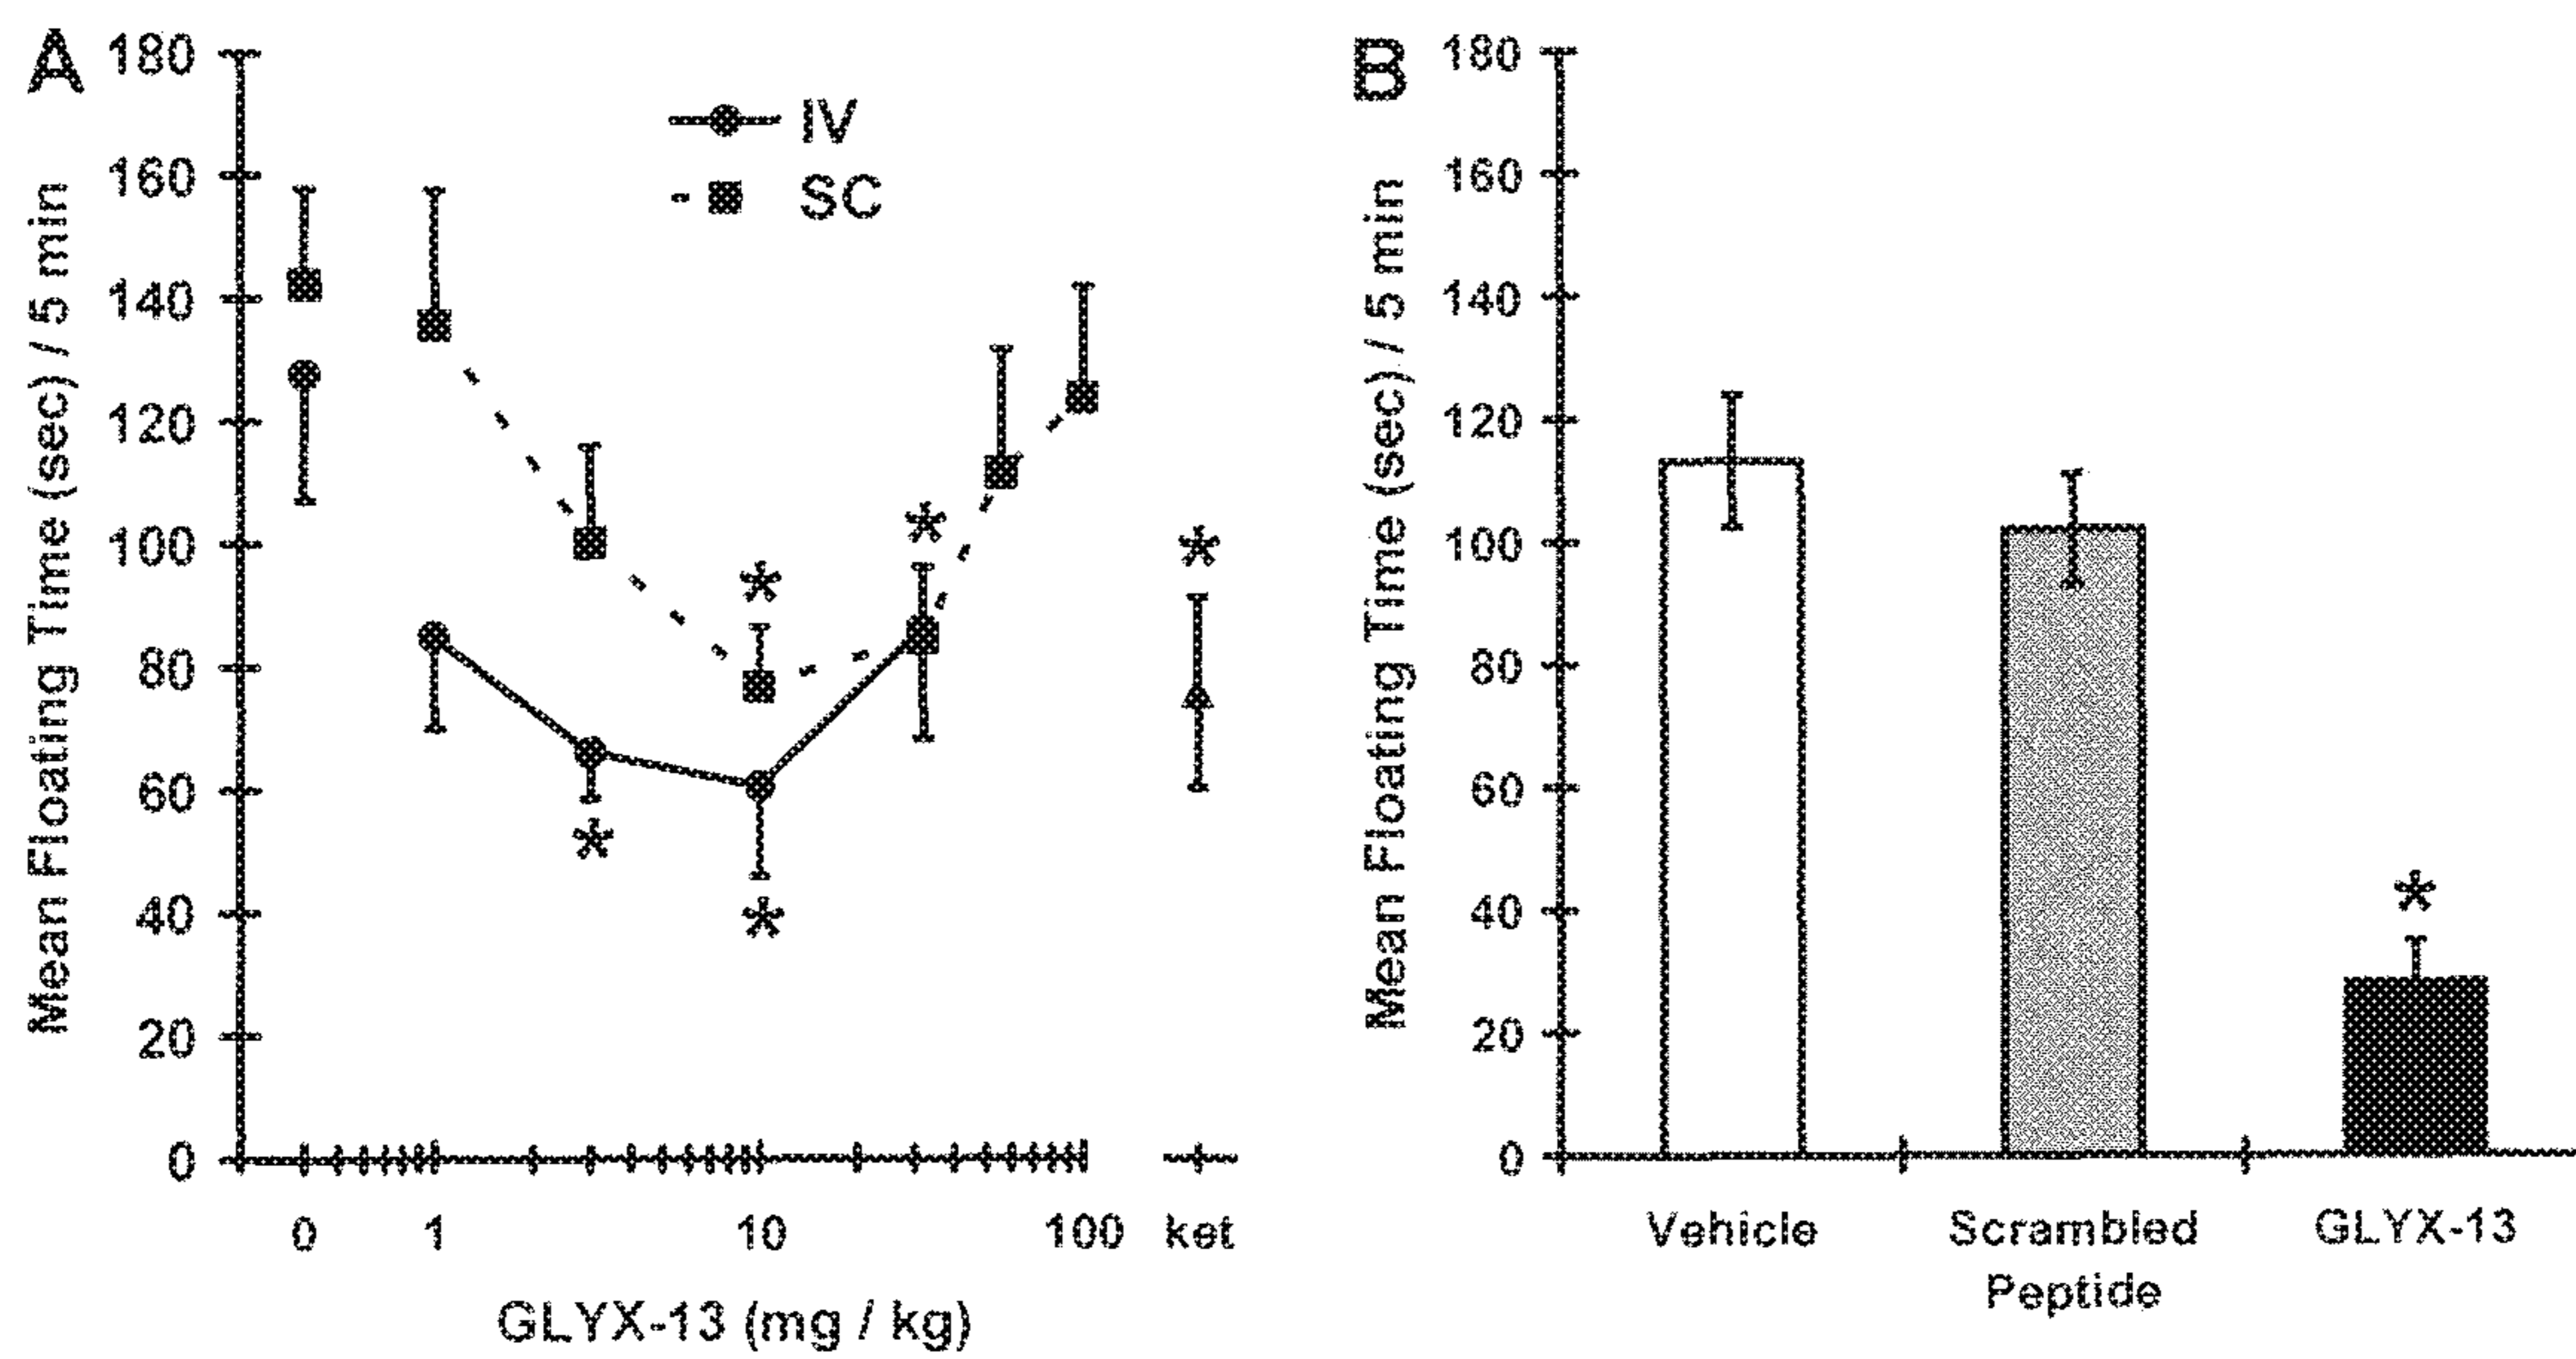 A
Mean Floating Time (sec) / 5 min
180
160
140
120
100
80
60
40
20
0
IV
SC
*
*
*
*
*
0 1 10 100 ket
GLYX-13 (mg / kg)
B
Mean Floating Time (sec) / 5 min
180
160
140
120
100
80
60
40
20
0
*
Vehicle Scrambled GLYX-13
Peptide